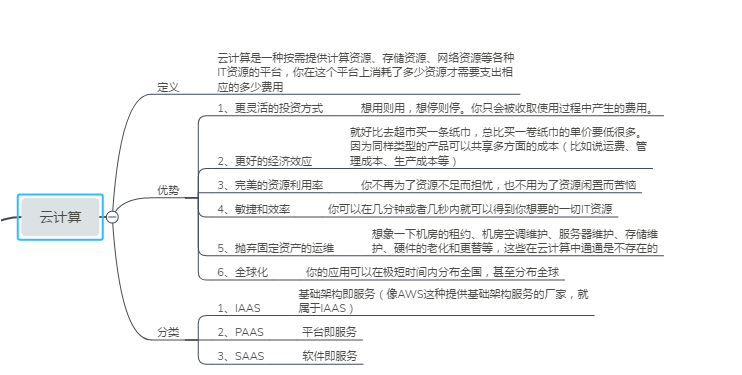 云计算
定义
云计算是一种按需提供计算资源、存储资源、网络资源等各种
IT资源的平台，你在这个平台上消耗了多少资源才需要支出相
应的多少费用
优势
1、更灵活的投资方式
想用则用，想停则停。你只会被收取使用过程中产生的费用。
2、更好的经济效应
就好比去超市买一条纸巾，总比买一卷纸巾的单价要低很多。
因为同样类型的产品可以共享多方面的成本（比如说运费、管
理成本、生产成本等）
3、完美的资源利用率
你不再为了资源不足而担忧，也不用为了资源闲置而苦恼
4、敏捷和效率
你可以在几分钟或者几秒内就可以得到你想要的一切IT资源
5、抛弃固定资产的运维
想象一下机房的租约、机房空调维护、服务器维护、存储维
护、硬件的老化和更替等，这些在云计算中通通是不存在的
6、全球化
你的应用可以在极短时间内分布全国，甚至分布全球
分类
1、IAAS
基础架构即服务（像AWS这种提供基础架构服务的厂家，就
属于IAAS）
2、PAAS
平台即服务
3、SAAS
软件即服务